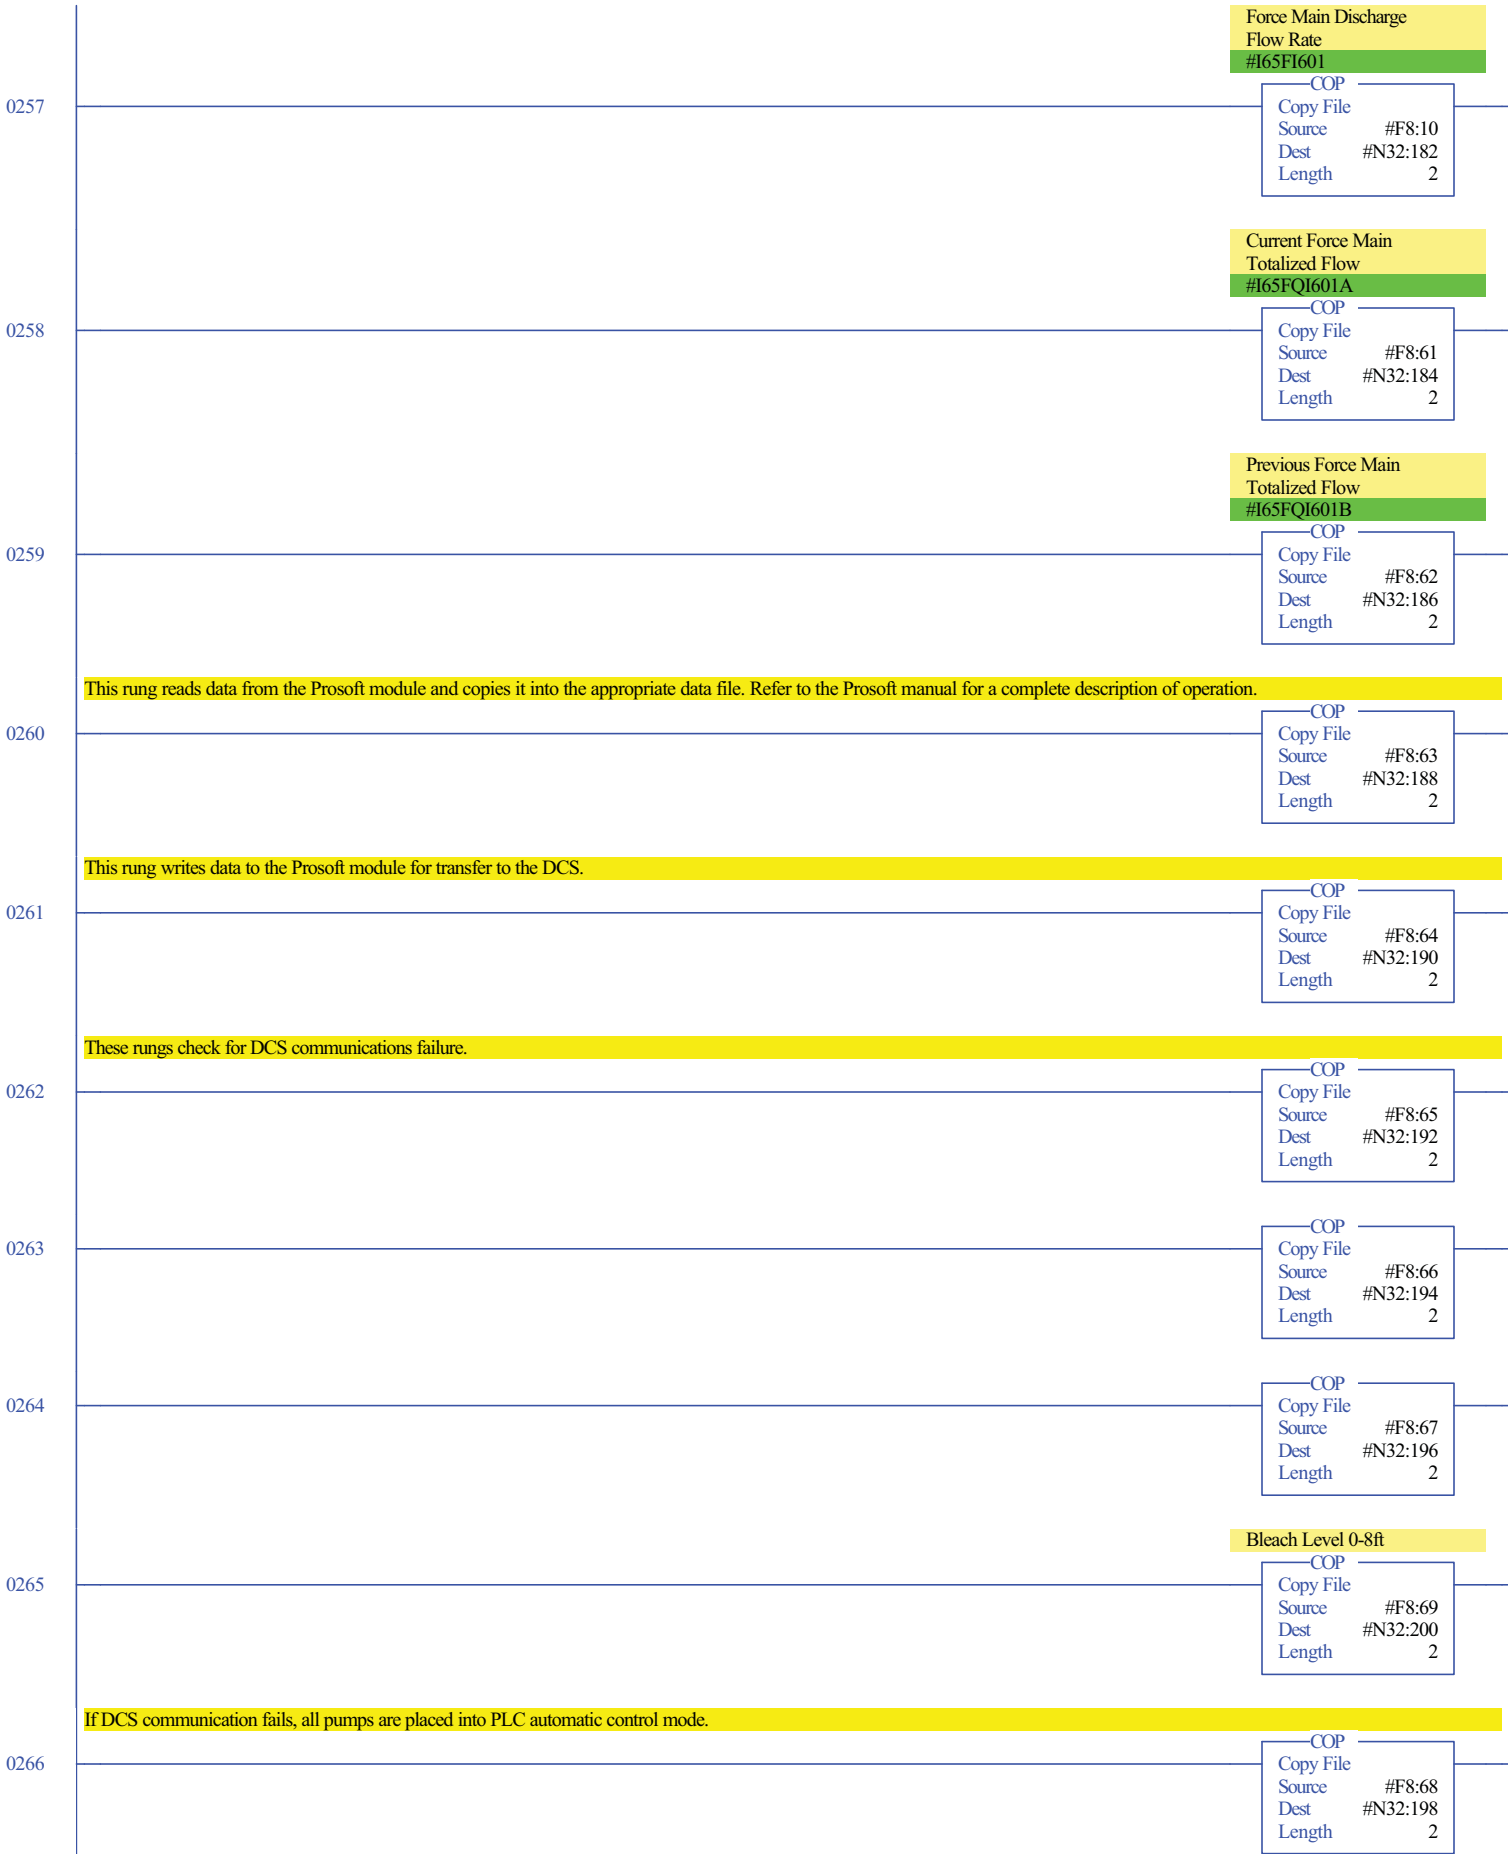 Force Main Discharge
Flow Rate
#I65FI601
COP
0257
Copy File
Source #F8:10
Dest #N32:182
Length 2
Current Force Main
Totalized Flow
#I65FQI601A
COP
0258
Copy File
Source #F8:61
Dest #N32:184
Length 2
Previous Force Main
Totalized Flow
#I65FQI601B
COP
0259
Copy File
Source #F8:62
Dest #N32:186
Length 2
This rung reads data from the Prosoft module and copies it into the appropriate data file. Refer to the Prosoft manual for a complete description of operation.
COP
0260
Copy File
Source #F8:63
Dest #N32:188
Length 2
This rung writes data to the Prosoft module for transfer to the DCS.
COP
0261
Copy File
Source #F8:64
Dest #N32:190
Length 2
These rungs check for DCS communications failure.
COP
0262
Copy File
Source #F8:65
Dest #N32:192
Length 2
COP
0263
Copy File
Source #F8:66
Dest #N32:194
Length 2
COP
0264
Copy File
Source #F8:67
Dest #N32:196
Length 2
Bleach Level 0-8ft
COP
0265
Copy File
Source #F8:69
Dest #N32:200
Length 2
If DCS communication fails, all pumps are placed into PLC automatic control mode.
COP
0266
Copy File
Source #F8:68
Dest #N32:198
Length 2